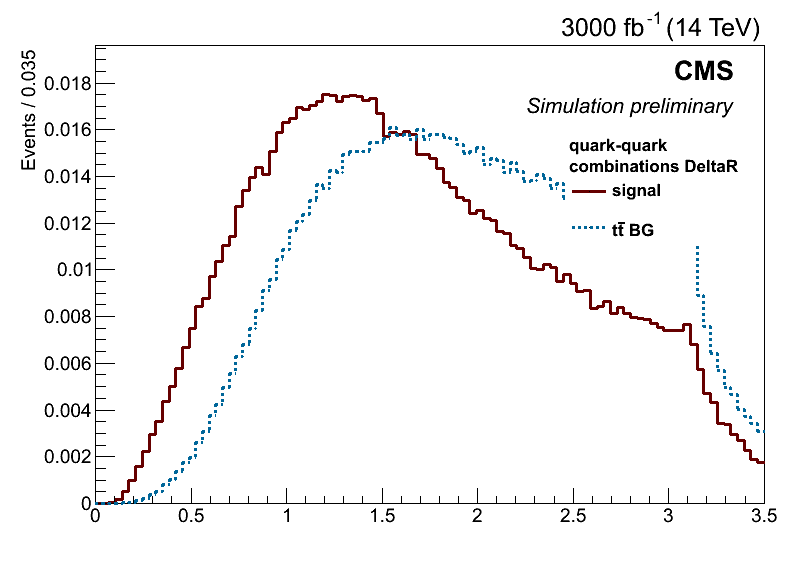 3000 fb-1 (14 TeV)
CMS
Simulation preliminary
quark-quark
combinations DeltaR
signal
tt̄ BG
Events / 0.035
0.018
0.016
0.014
0.012
0.01
0.008
0.006
0.004
0.002
0
0 0.5 1 1.5 2 2.5 3 3.5